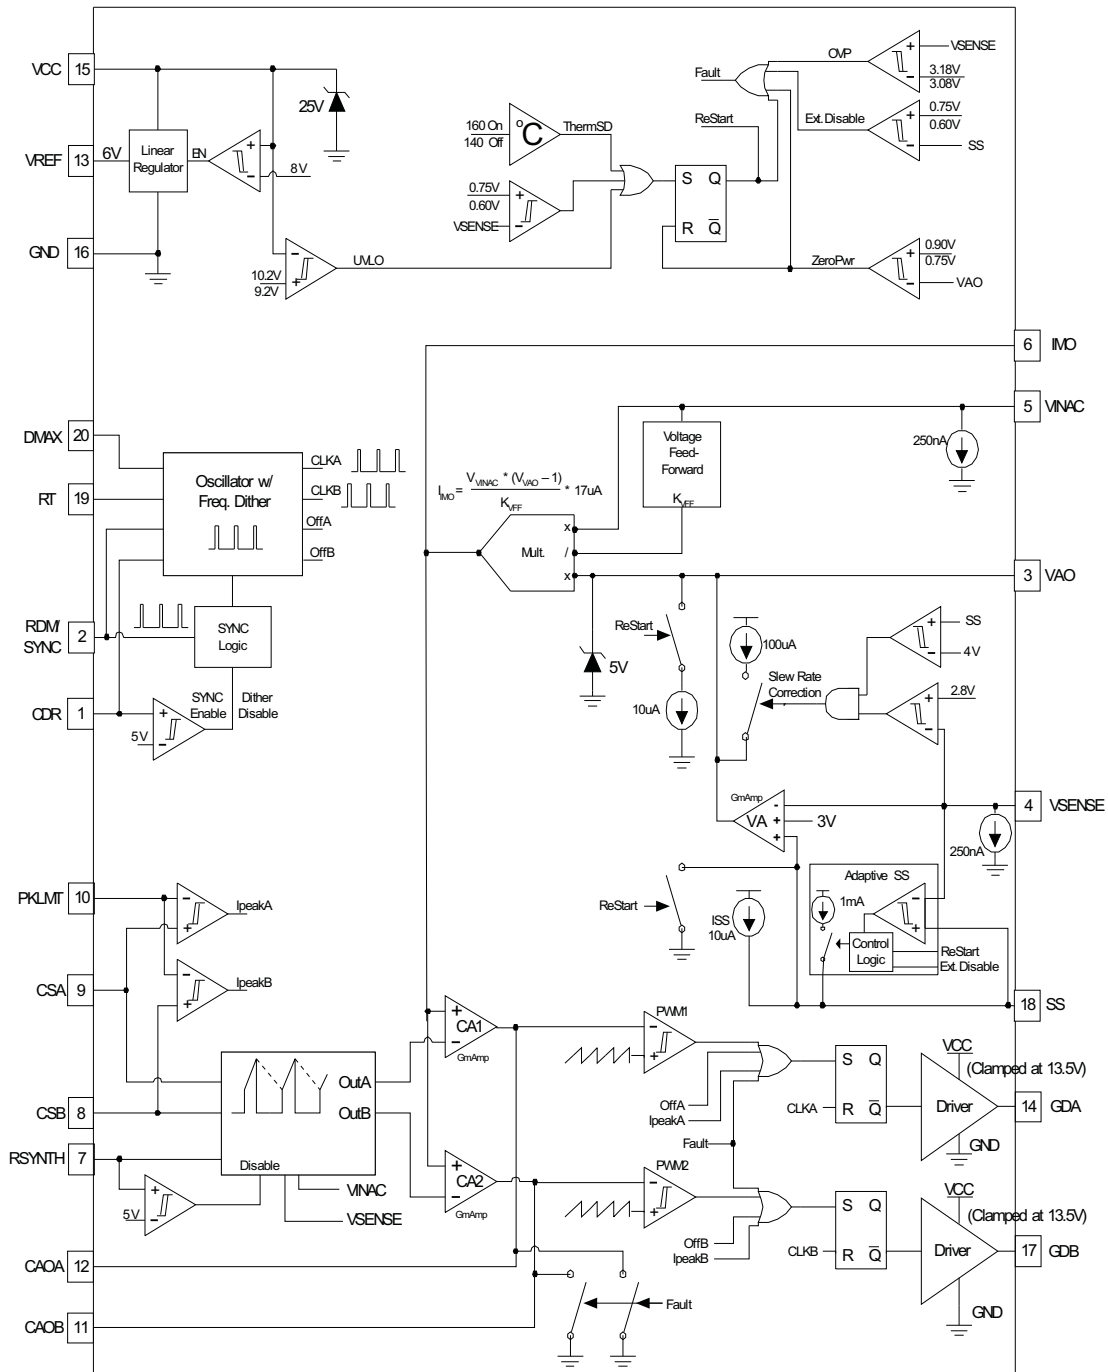 VCC 15
25V
VREF 13
6V
Linear
Regulator
EN
8V
GND 16
10.2V
9.2V
UVLO
160 On
140 Off
°C
ThermSD
0.75V
0.60V
VSENSE
S Q
R Q
Fault
ReStart
OVP
VSENSE
3.18V
3.08V
Ext. Disable
0.75V
0.60V
SS
ZeroPwr
0.90V
0.75V
VAO
6 IMO
5 VINAC
250nA
Voltage
Feed-
Forward
KVFF
IIMO = VVINAC * (VVAO – 1) * 17uA
KVFF
Mult.
x
/
x
3 VAO
DMAX 20
RT 19
Oscillator w/
Freq. Dither
CLKA
CLKB
OffA
OffB
RDM/
SYNC
2
SYNC
Logic
CDR 1
SYNC
Enable
Dither
Disable
5V
ReStart
5V
10uA
100uA
Slew Rate
Correction
SS
4V
2.8V
GmAmp
VA
3V
4 VSENSE
250nA
ReStart
ISS
10uA
Adaptive SS
1mA
Control
Logic
ReStart
Ext. Disable
18 SS
PKLMT 10
IpeakA
CSA 9
IpeakB
CSB 8
RSYNTH 7
OutA
OutB
Disable
VINAC
VSENSE
5V
CA1
GmAmp
CA2
GmAmp
PWM1
OffA
IpeakA
Fault
CLKA
S Q
R Q
VCC
(Clamped at 13.5V)
Driver
14 GDA
GND
PWM2
OffB
IpeakB
CLKB
S Q
R Q
VCC
(Clamped at 13.5V)
Driver
17 GDB
GND
CAOA 12
CAOB 11
Fault